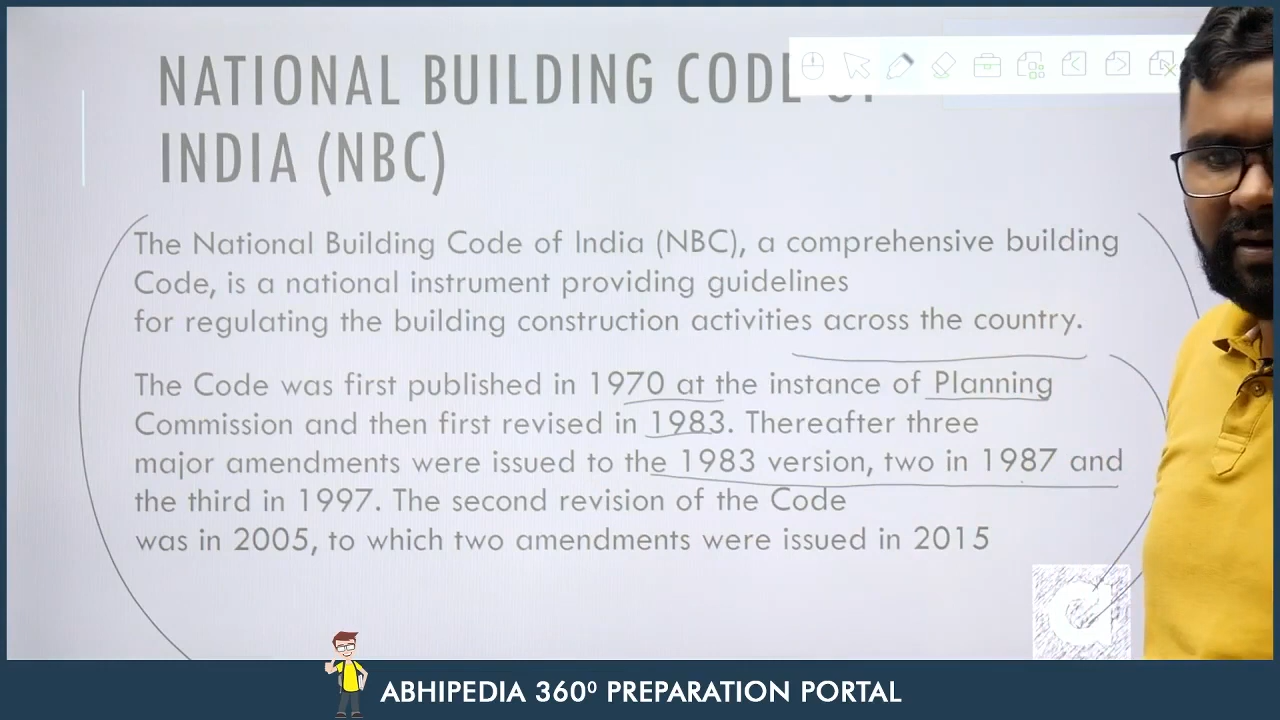 NATIONAL BUILDING CODE OF
INDIA (NBC)
The National Building Code of India (NBC), a comprehensive building
Code, is a national instrument providing guidelines
for regulating the building construction activities across the country.
The Code was first published in 1970 at the instance of Planning
Commission and then first revised in 1983. Thereafter three
major amendments were issued to the 1983 version, two in 1987 and
the third in 1997. The second revision of the Code
was in 2005, to which two amendments were issued in 2015
ABHIPEDIA 360⁰ PREPARATION PORTAL